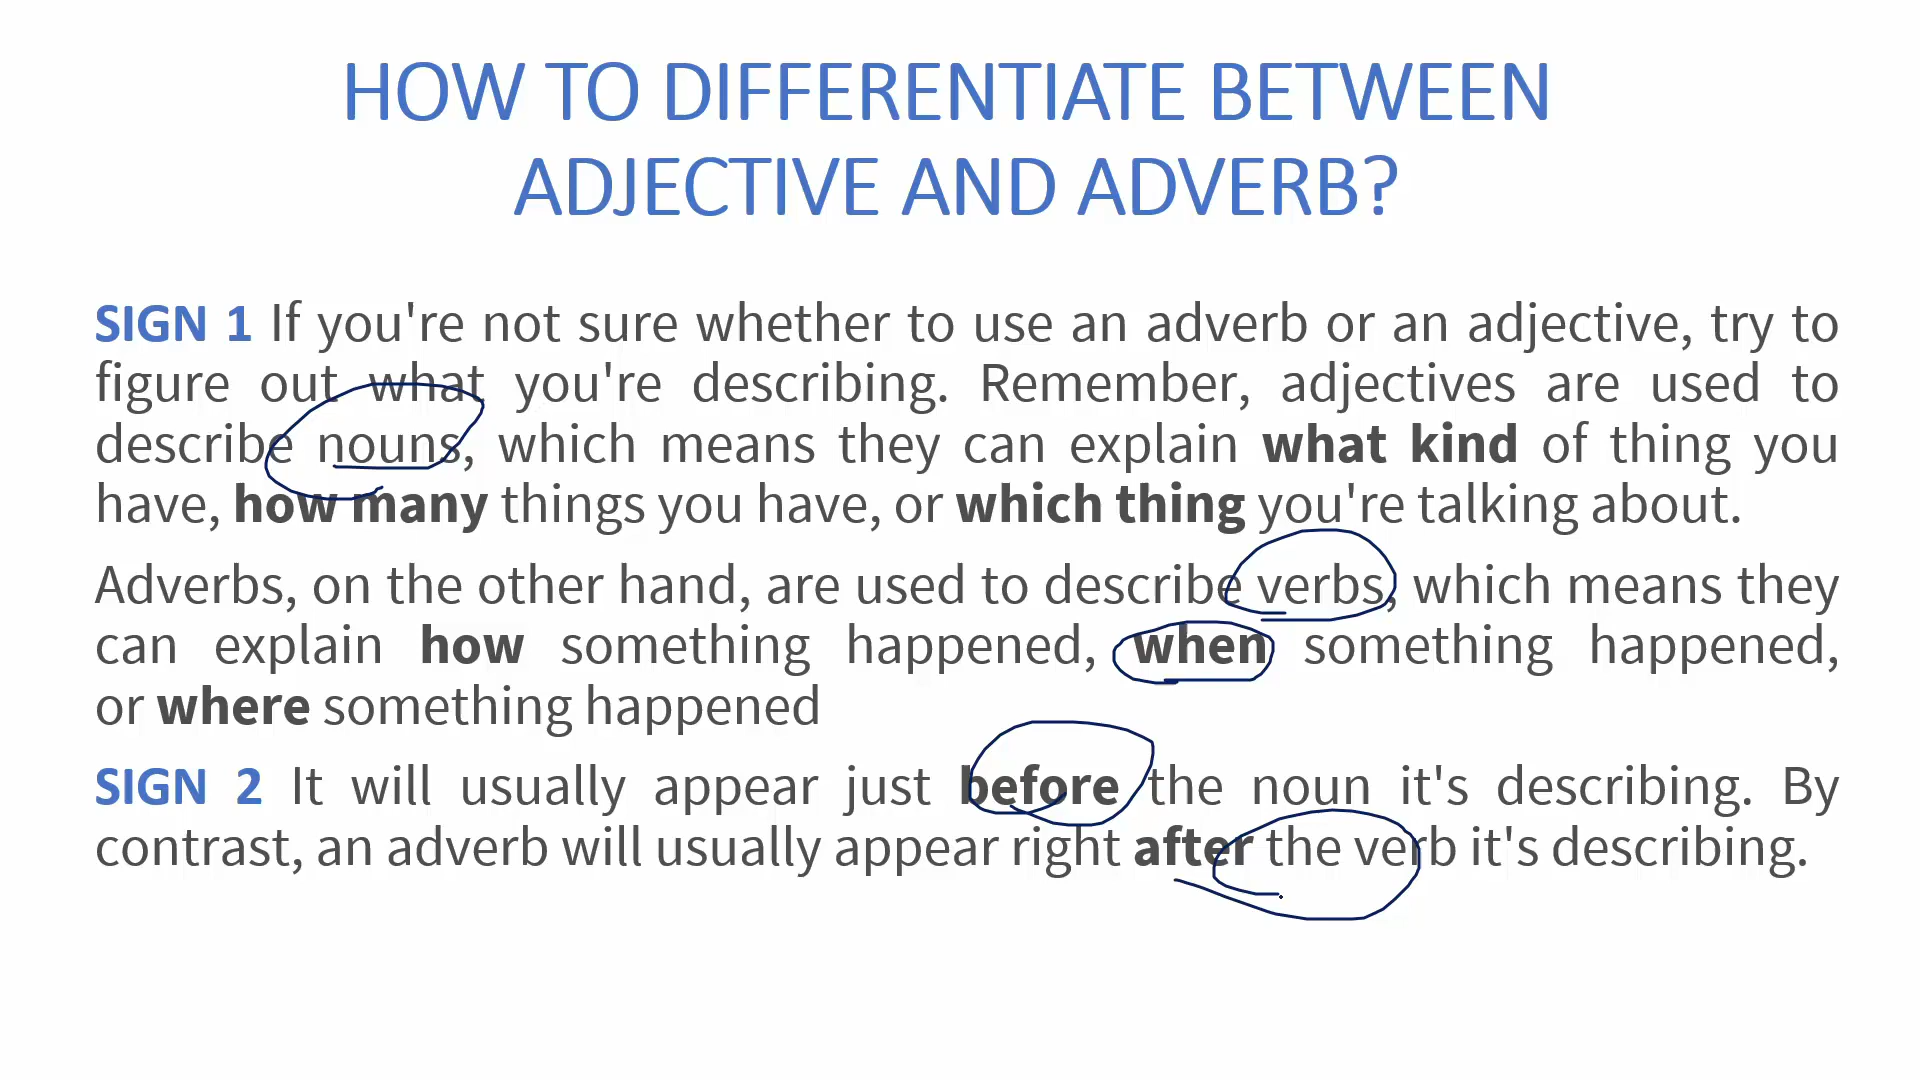 HOW TO DIFFERENTIATE BETWEEN
ADJECTIVE AND ADVERB?
SIGN 1 If you're not sure whether to use an adverb or an adjective, try to
figure out what you're describing. Remember, adjectives are used to
describe nouns, which means they can explain what kind of thing you
have, how many things you have, or which thing you're talking about.
Adverbs, on the other hand, are used to describe verbs, which means they
can explain how something happened, when something happened,
or where something happened
SIGN 2 It will usually appear just before the noun it's describing. By
contrast, an adverb will usually appear right after the verb it's describing.